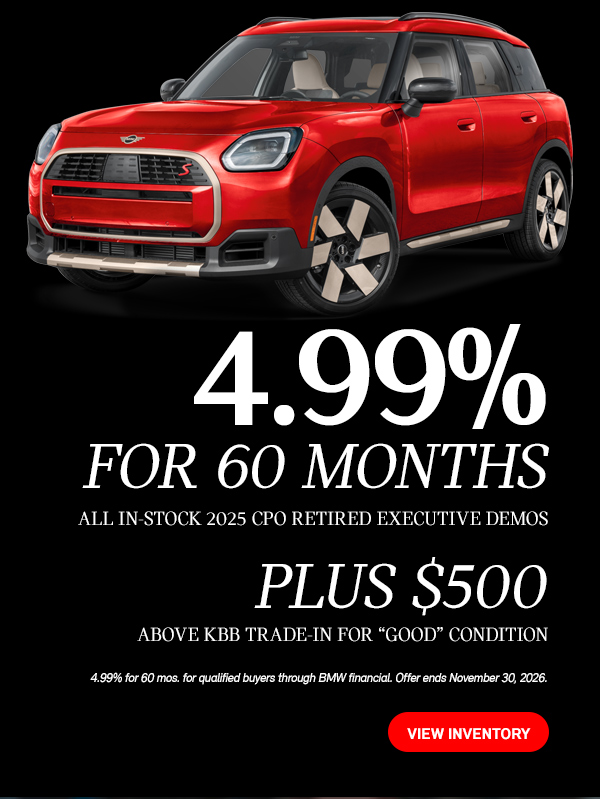 S
4.99%
FOR 60 MONTHS
ALL IN-STOCK 2025 CPO RETIRED EXECUTIVE DEMOS
PLUS $500
ABOVE KBB TRADE-IN FOR “GOOD” CONDITION
4.99% for 60 mos. for qualified buyers through BMW financial. Offer ends November 30, 2026.
VIEW INVENTORY